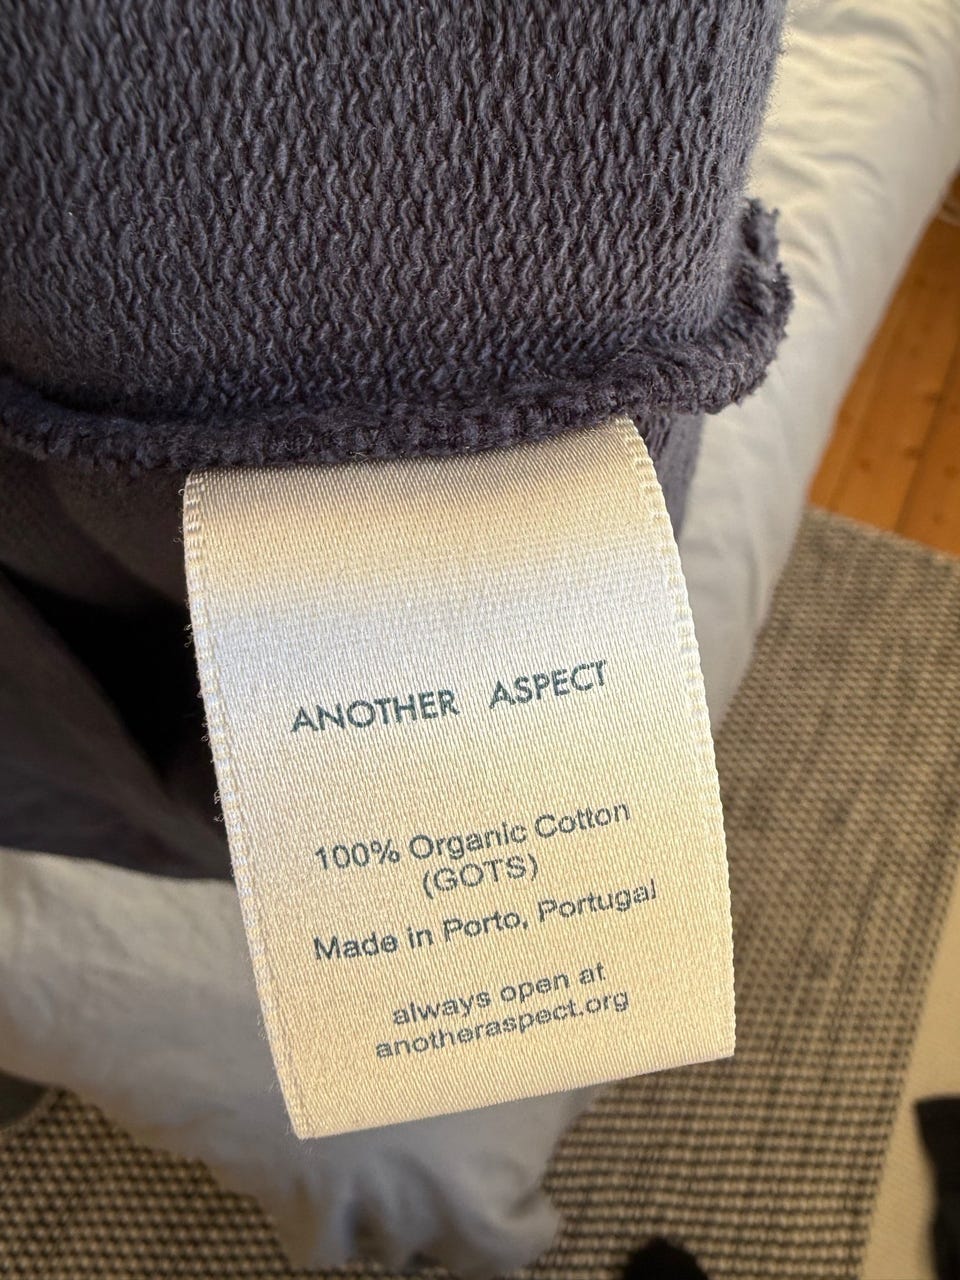 ANOTHER ASPECT
100% Organic Cotton
(GOTS)
Made in Porto, Portugal
always open at
anotheraspect.org